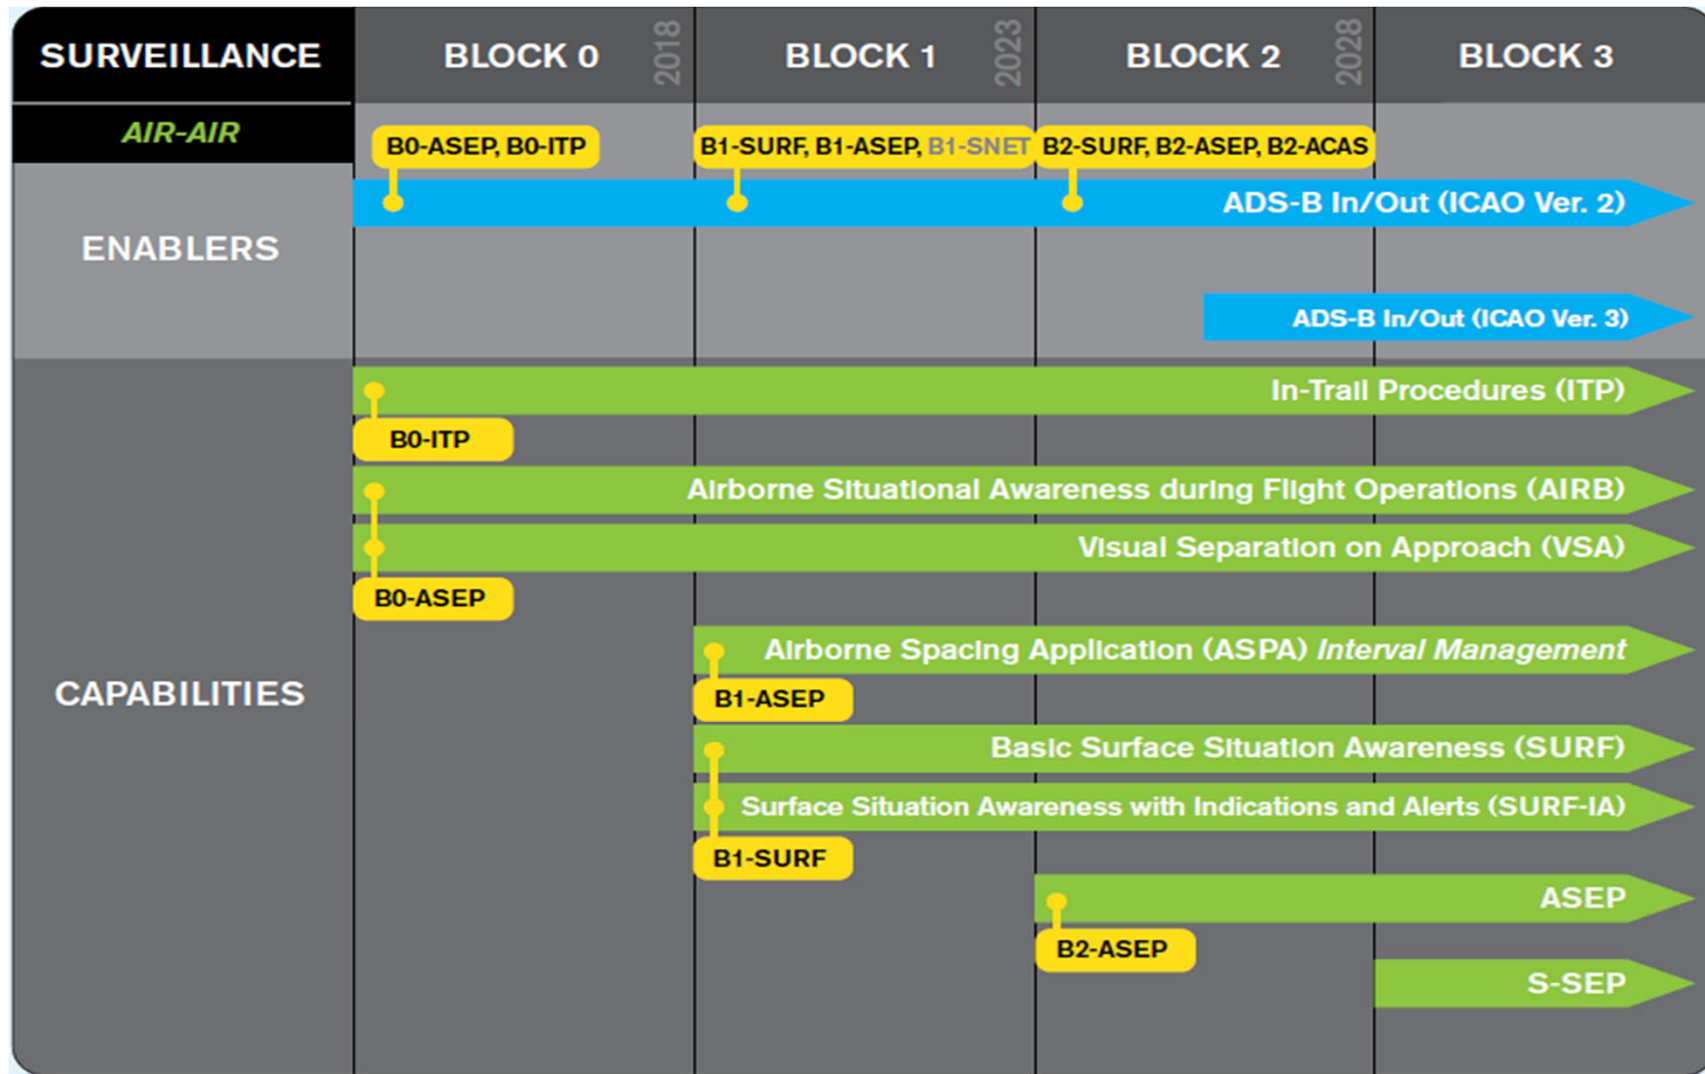 SURVEILLANCE
BLOCK 0
2018
BLOCK 1
2023
BLOCK 2
2028
BLOCK 3
AIR-AIR
B0-ASEP, B0-ITP
B1-SURF, B1-ASEP, B1-SNET
B2-SURF, B2-ASEP, B2-ACAS
ENABLERS
ADS-B In/Out (ICAO Ver. 2)
ADS-B In/Out (ICAO Ver. 3)
CAPABILITIES
In-Trail Procedures (ITP)
B0-ITP
Airborne Situational Awareness during Flight Operations (AIRB)
Visual Separation on Approach (VSA)
B0-ASEP
Airborne Spacing Application (ASPA) Interval Management
B1-ASEP
Basic Surface Situation Awareness (SURF)
Surface Situation Awareness with Indications and Alerts (SURF-IA)
B1-SURF
ASEP
B2-ASEP
S-SEP